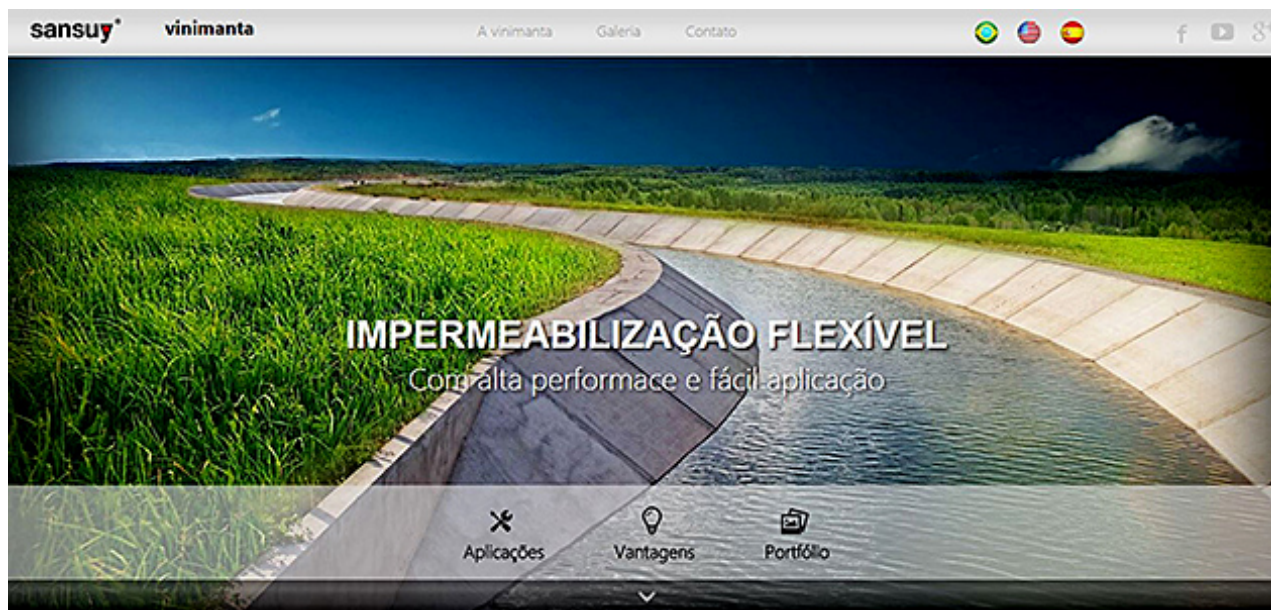 sansuy vinimanta A vinimanta Galeria Contato
IMPERMEABILIZAÇÃO FLEXÍVEL
Com alta performace e fácil aplicação
Aplicações Vantagens Portfólio